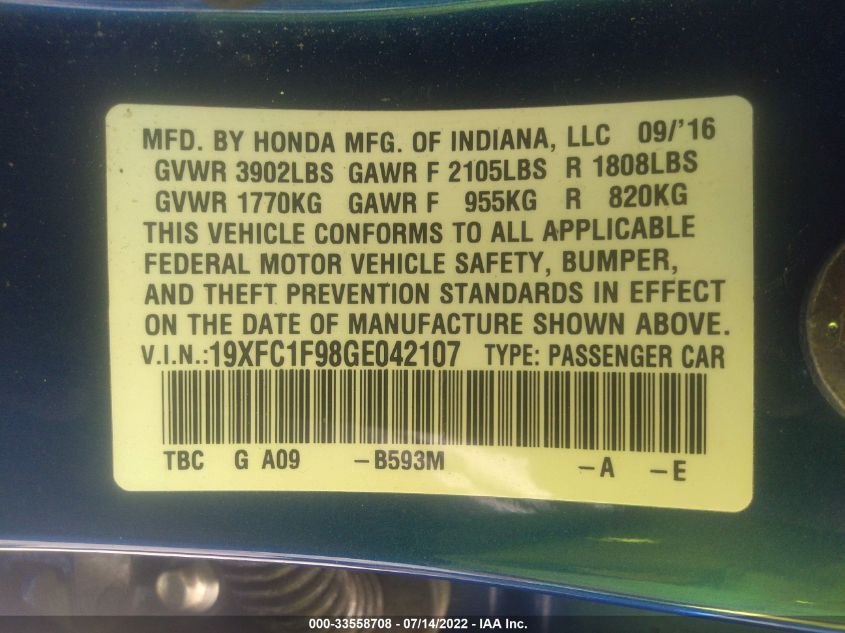 MFD. BY HONDA MFG. OF INDIANA, LLC 09/'16
GVWR 3902LBS GAWR F 2105LBS R 1808LBS
GVWR 1770KG GAWR F 955KG R 820KG
THIS VEHICLE CONFORMS TO ALL APPLICABLE
FEDERAL MOTOR VEHICLE SAFETY, BUMPER,
AND THEFT PREVENTION STANDARDS IN EFFECT
ON THE DATE OF MANUFACTURE SHOWN ABOVE.
V.I.N.:19XFC1F98GE042107 TYPE: PASSENGER CAR
TBC G A09 -B593M -A -E
000-33558708 - 07/14/2022 - IAA Inc.